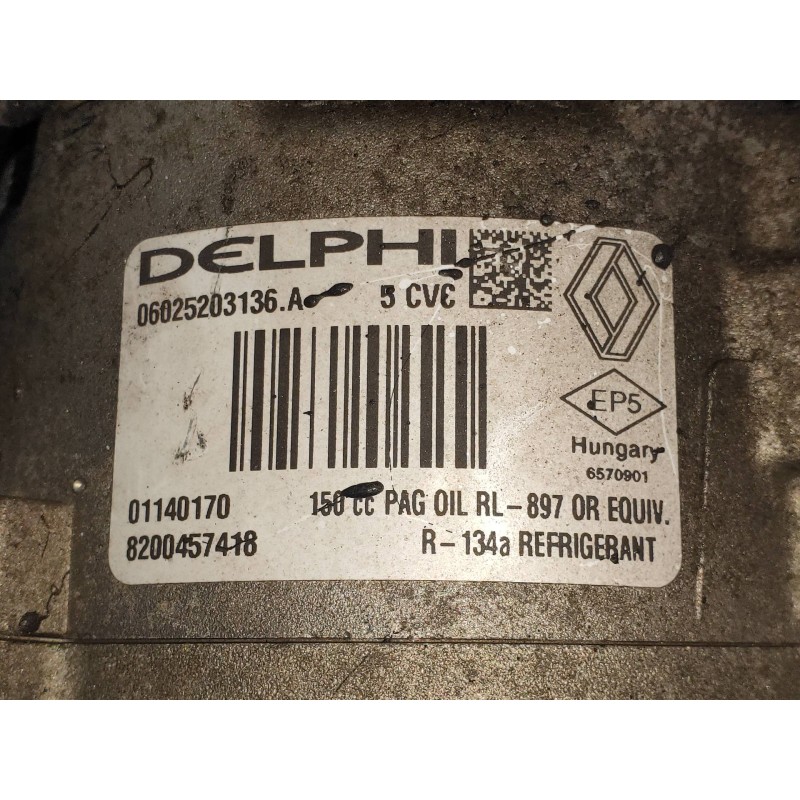 DELPHI
06025203136.A 5 CVC
EP5
Hungary
6570901
01140170 150 cc PAG OIL RL-897 OR EQUIV.
8200457418 R-134a REFRIGERANT